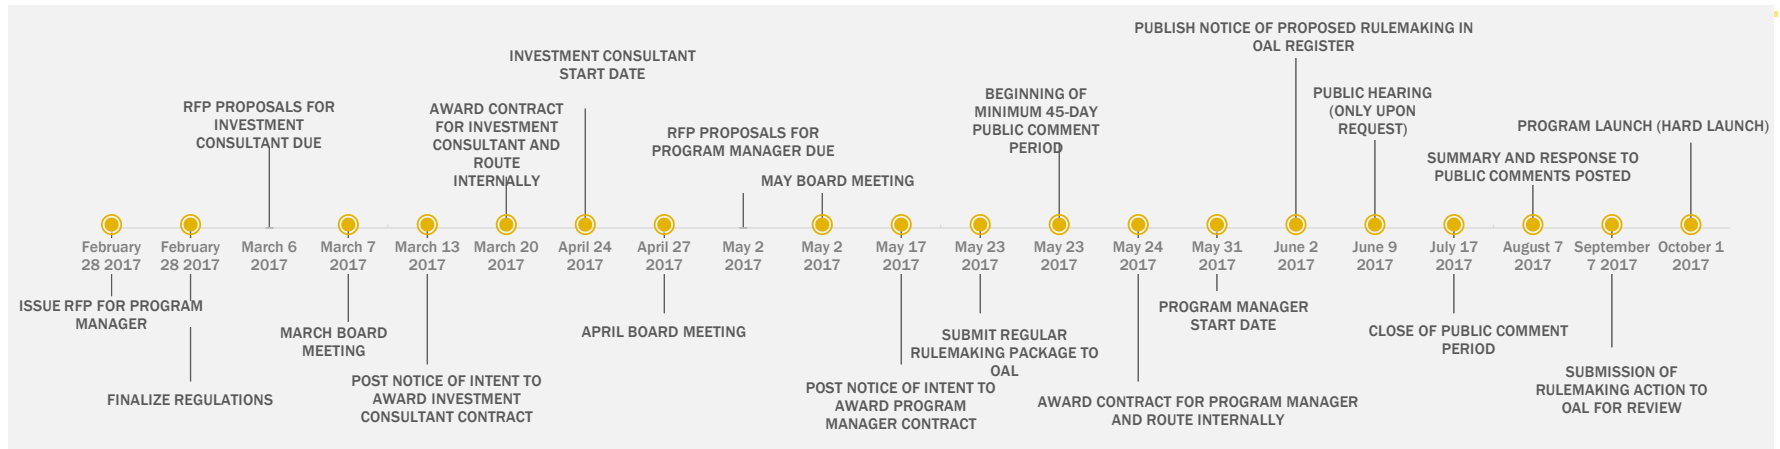 PUBLISH NOTICE OF PROPOSED RULEMAKING IN
OAL REGISTER
INVESTMENT CONSULTANT
START DATE
RFP PROPOSALS FOR
INVESTMENT
CONSULTANT DUE
AWARD CONTRACT
FOR INVESTMENT
CONSULTANT AND
ROUTE
INTERNALLY
RFP PROPOSALS FOR
PROGRAM MANAGER DUE
MAY BOARD MEETING
BEGINNING OF
MINIMUM 45-DAY
PUBLIC COMMENT
PERIOD
PUBLIC HEARING
(ONLY UPON
REQUEST)
SUMMARY AND RESPONSE TO
PUBLIC COMMENTS POSTED
PROGRAM LAUNCH (HARD LAUNCH)
February
28 2017
February
28 2017
March 6
2017
March 7
2017
March 13
2017
March 20
2017
April 24
2017
April 27
2017
May 2
2017
May 2
2017
May 17
2017
May 23
2017
May 23
2017
May 24
2017
May 31
2017
June 2
2017
June 9
2017
July 17
2017
August 7
2017
September
7 2017
October 1
2017
ISSUE RFP FOR PROGRAM
MANAGER
FINALIZE REGULATIONS
MARCH BOARD
MEETING
POST NOTICE OF INTENT TO
AWARD INVESTMENT
CONSULTANT CONTRACT
APRIL BOARD MEETING
POST NOTICE OF INTENT TO
AWARD PROGRAM
MANAGER CONTRACT
SUBMIT REGULAR
RULEMAKING PACKAGE TO
OAL
AWARD CONTRACT FOR PROGRAM MANAGER
AND ROUTE INTERNALLY
PROGRAM MANAGER
START DATE
CLOSE OF PUBLIC COMMENT
PERIOD
SUBMISSION OF
RULEMAKING ACTION TO
OAL FOR REVIEW